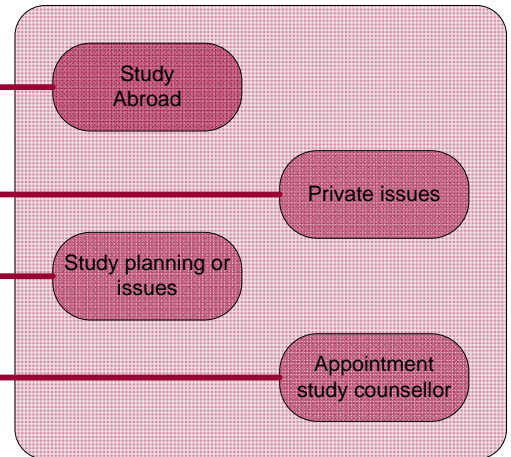 Study
Abroad
Private issues
Study planning or
issues
Appointment
study counsellor